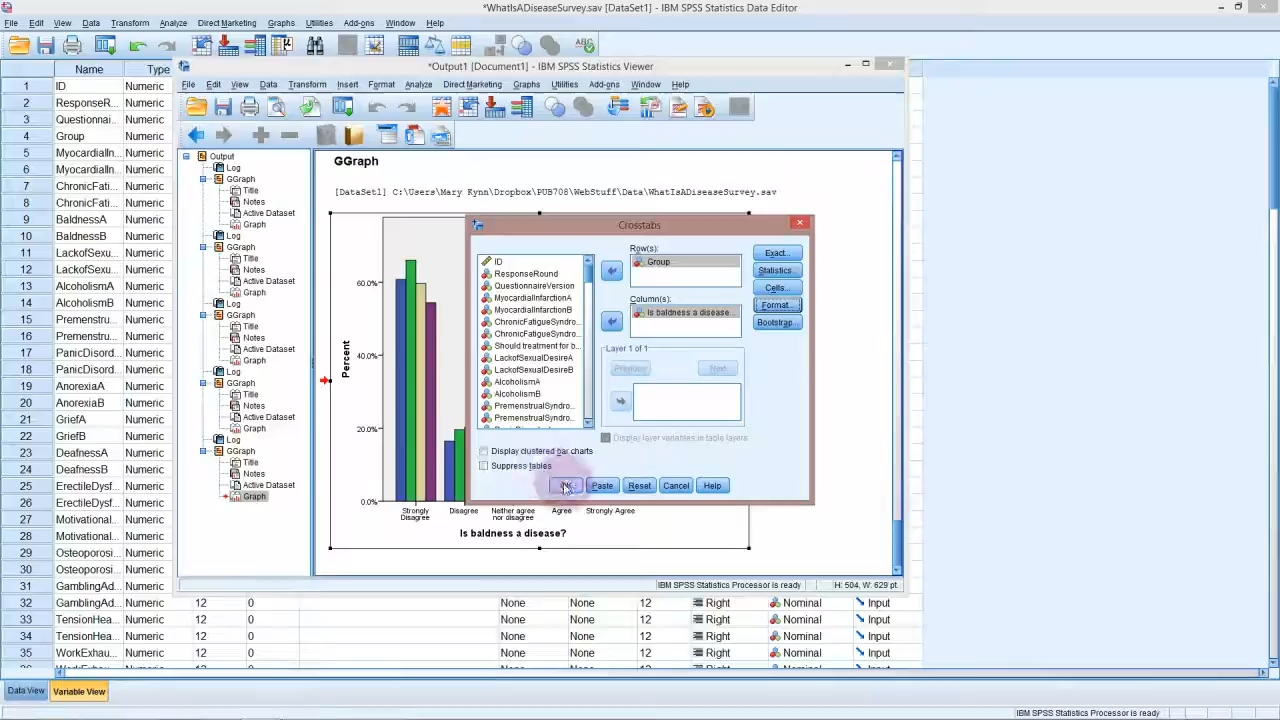 *WhatIsADiseaseSurvey.sav [DataSet1] - IBM SPSS Statistics Data Editor
File Edit View Data Transform Analyze Direct Marketing Graphs Utilities Add-ons Window Help
Name Type
1 ID Numeric
2 ResponseR... Numeric
3 Questionnai... Numeric
4 Group Numeric
5 MyocardialIn... Numeric
6 MyocardialIn... Numeric
7 ChronicFati... Numeric
8 ChronicFati... Numeric
9 BaldnessA Numeric
10 BaldnessB Numeric
11 LackofSexu... Numeric
12 LackofSexu... Numeric
13 AlcoholismA Numeric
14 AlcoholismB Numeric
15 Premenstru... Numeric
16 Premenstru... Numeric
17 PanicDisord... Numeric
18 PanicDisord... Numeric
19 AnorexiaA Numeric
20 AnorexiaB Numeric
21 GriefA Numeric
22 GriefB Numeric
23 DeafnessA Numeric
24 DeafnessB Numeric
25 ErectileDysf... Numeric
26 ErectileDysf... Numeric
27 Motivational... Numeric
28 Motivational... Numeric
29 Osteoporosi... Numeric
30 Osteoporosi... Numeric
31 GamblingAd... Numeric
32 GamblingAd... Numeric 12 0 None None 12 Right Nominal Input
33 TensionHea... Numeric 12 0 None None 12 Right Nominal Input
34 TensionHea... Numeric 12 0 None None 12 Right Nominal Input
35 WorkExhau... Numeric 12 0 None None 12 Right Nominal Input
Data View Variable View
IBM SPSS Statistics Processor is ready
*Output1 [Document1] - IBM SPSS Statistics Viewer
File Edit View Data Transform Insert Format Analyze Direct Marketing Graphs Utilities Add-ons Window Help
Output
Log
GGraph
Title
Notes
Active Dataset
Graph
Log
GGraph
Title
Notes
Active Dataset
Graph
Log
GGraph
Title
Notes
Active Dataset
Graph
Log
GGraph
Title
Notes
Active Dataset
Graph
Log
GGraph
Title
Notes
Active Dataset
Graph
GGraph
[DataSet1] C:\Users\Mary Kynn\Dropbox\PUB708\WebStuff\Data\WhatIsADiseaseSurvey.sav
Percent
60.0%
40.0%
20.0%
0.0%
Strongly Disagree
Disagree
Neither agree nor disagree
Agree
Strongly Agree
Is baldness a disease?
IBM SPSS Statistics Processor is ready H: 504, W: 629 pt.
Crosstabs
ID
ResponseRound
QuestionnaireVersion
MyocardialInfarctionA
MyocardialInfarctionB
ChronicFatigueSyndro...
ChronicFatigueSyndro...
Should treatment for b...
LackofSexualDesireA
LackofSexualDesireB
AlcoholismA
AlcoholismB
PremenstrualSyndro...
PremenstrualSyndro...
Row(s):
Group
Column(s):
Is baldness a disease...
Layer 1 of 1
Previous Next
Display layer variables in table layers
Exact...
Statistics...
Cells...
Format...
Bootstrap...
Display clustered bar charts
Suppress tables
Paste Reset Cancel Help